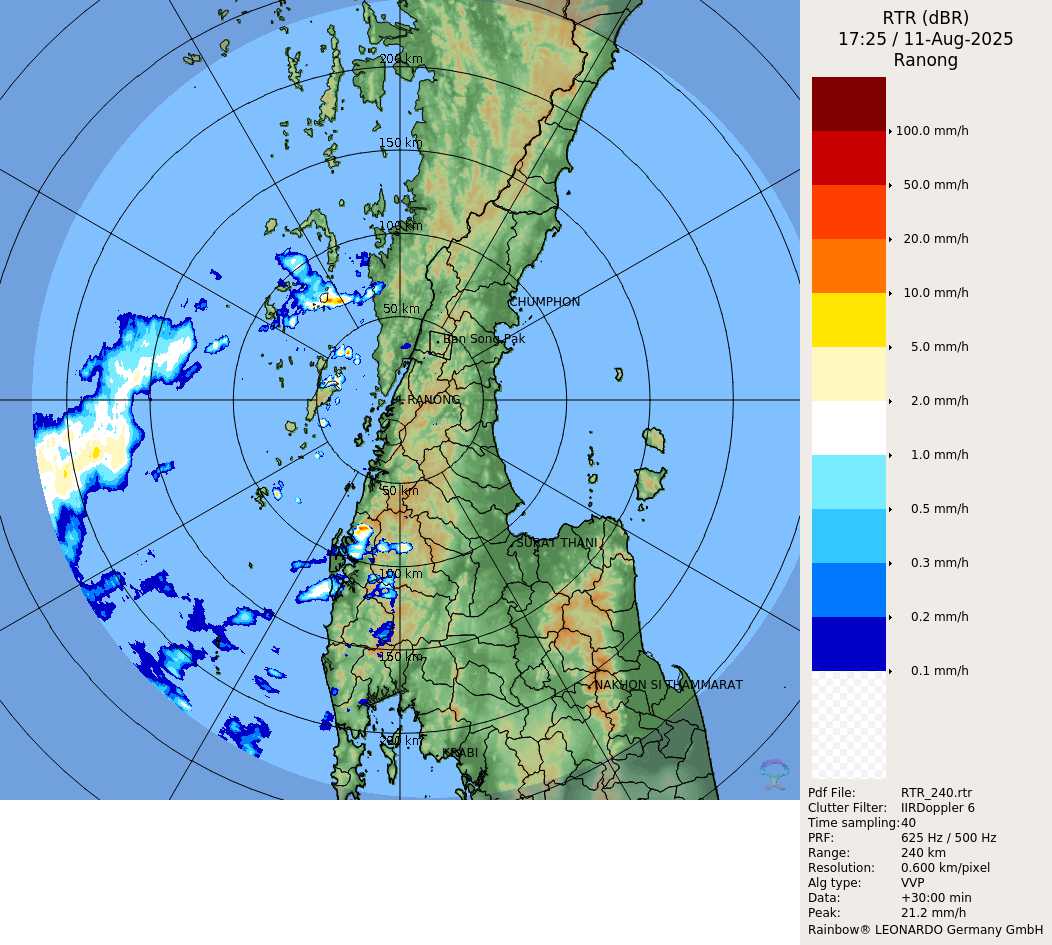 RTR (dBR)
17:25 / 11-Aug-2025
Ranong
100.0 mm/h
50.0 mm/h
20.0 mm/h
10.0 mm/h
5.0 mm/h
2.0 mm/h
1.0 mm/h
0.5 mm/h
0.3 mm/h
0.2 mm/h
0.1 mm/h
Pdf File: RTR_240.rtr
Clutter Filter: IIRDoppler 6
Time sampling: 40
PRF: 625 Hz / 500 Hz
Range: 240 km
Resolution: 0.600 km/pixel
Alg type: VVP
Data: +30:00 min
Peak: 21.2 mm/h
Rainbow® LEONARDO Germany GmbH
200 km
150 km
100 km
CHUMPHON
50 km
Ban Song Pak
RANONG
50 km
SURAT THANI
100 km
150 km
NAKHON SI THAMMARAT
200 km
KRABI